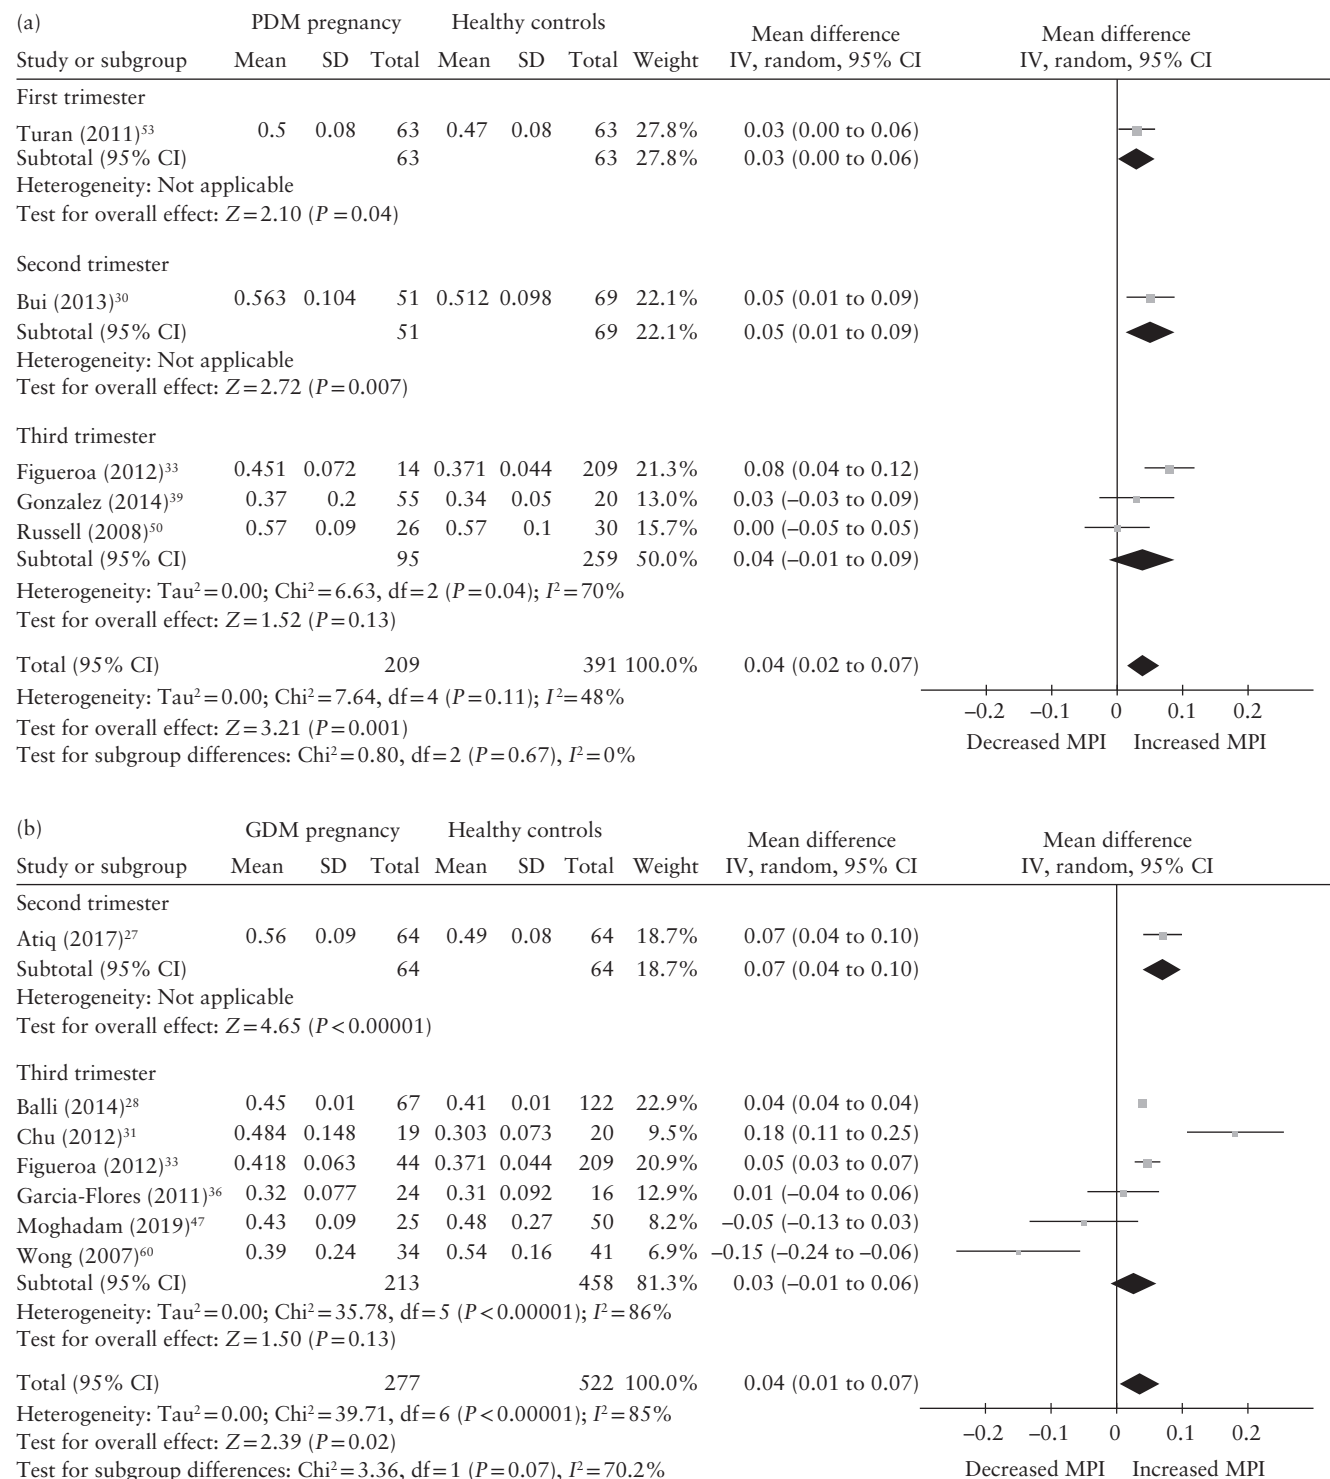 (a) PDM pregnancy Healthy controls Mean difference Mean difference
Study or subgroup Mean SD Total Mean SD Total Weight IV, random, 95% CI IV, random, 95% CI
First trimester
Turan (2011)⁵³ 0.5 0.08 63 0.47 0.08 63 27.8% 0.03 (0.00 to 0.06)
Subtotal (95% CI) 63 63 27.8% 0.03 (0.00 to 0.06)
Heterogeneity: Not applicable
Test for overall effect: Z=2.10 (P=0.04)
Second trimester
Bui (2013)³⁰ 0.563 0.104 51 0.512 0.098 69 22.1% 0.05 (0.01 to 0.09)
Subtotal (95% CI) 51 69 22.1% 0.05 (0.01 to 0.09)
Heterogeneity: Not applicable
Test for overall effect: Z=2.72 (P=0.007)
Third trimester
Figueroa (2012)³³ 0.451 0.072 14 0.371 0.044 209 21.3% 0.08 (0.04 to 0.12)
Gonzalez (2014)³⁹ 0.37 0.2 55 0.34 0.05 20 13.0% 0.03 (–0.03 to 0.09)
Russell (2008)⁵⁰ 0.57 0.09 26 0.57 0.1 30 15.7% 0.00 (–0.05 to 0.05)
Subtotal (95% CI) 95 259 50.0% 0.04 (–0.01 to 0.09)
Heterogeneity: Tau²=0.00; Chi²=6.63, df=2 (P=0.04); I²=70%
Test for overall effect: Z=1.52 (P=0.13)
Total (95% CI) 209 391 100.0% 0.04 (0.02 to 0.07)
Heterogeneity: Tau²=0.00; Chi²=7.64, df=4 (P=0.11); I²=48%
Test for overall effect: Z=3.21 (P=0.001)
Test for subgroup differences: Chi²=0.80, df=2 (P=0.67), I²=0%
–0.2 –0.1 0 0.1 0.2
Decreased MPI Increased MPI
(b) GDM pregnancy Healthy controls Mean difference Mean difference
Study or subgroup Mean SD Total Mean SD Total Weight IV, random, 95% CI IV, random, 95% CI
Second trimester
Atiq (2017)²⁷ 0.56 0.09 64 0.49 0.08 64 18.7% 0.07 (0.04 to 0.10)
Subtotal (95% CI) 64 64 18.7% 0.07 (0.04 to 0.10)
Heterogeneity: Not applicable
Test for overall effect: Z=4.65 (P<0.00001)
Third trimester
Balli (2014)²⁸ 0.45 0.01 67 0.41 0.01 122 22.9% 0.04 (0.04 to 0.04)
Chu (2012)³¹ 0.484 0.148 19 0.303 0.073 20 9.5% 0.18 (0.11 to 0.25)
Figueroa (2012)³³ 0.418 0.063 44 0.371 0.044 209 20.9% 0.05 (0.03 to 0.07)
Garcia-Flores (2011)³⁶ 0.32 0.077 24 0.31 0.092 16 12.9% 0.01 (–0.04 to 0.06)
Moghadam (2019)⁴⁷ 0.43 0.09 25 0.48 0.27 50 8.2% –0.05 (–0.13 to 0.03)
Wong (2007)⁶⁰ 0.39 0.24 34 0.54 0.16 41 6.9% –0.15 (–0.24 to –0.06)
Subtotal (95% CI) 213 458 81.3% 0.03 (–0.01 to 0.06)
Heterogeneity: Tau²=0.00; Chi²=35.78, df=5 (P<0.00001); I²=86%
Test for overall effect: Z=1.50 (P=0.13)
Total (95% CI) 277 522 100.0% 0.04 (0.01 to 0.07)
Heterogeneity: Tau²=0.00; Chi²=39.71, df=6 (P<0.00001); I²=85%
Test for overall effect: Z=2.39 (P=0.02)
–0.2 –0.1 0 0.1 0.2
Test for subgroup differences: Chi²=3.36, df=1 (P=0.07), I²=70.2%
Decreased MPI Increased MPI